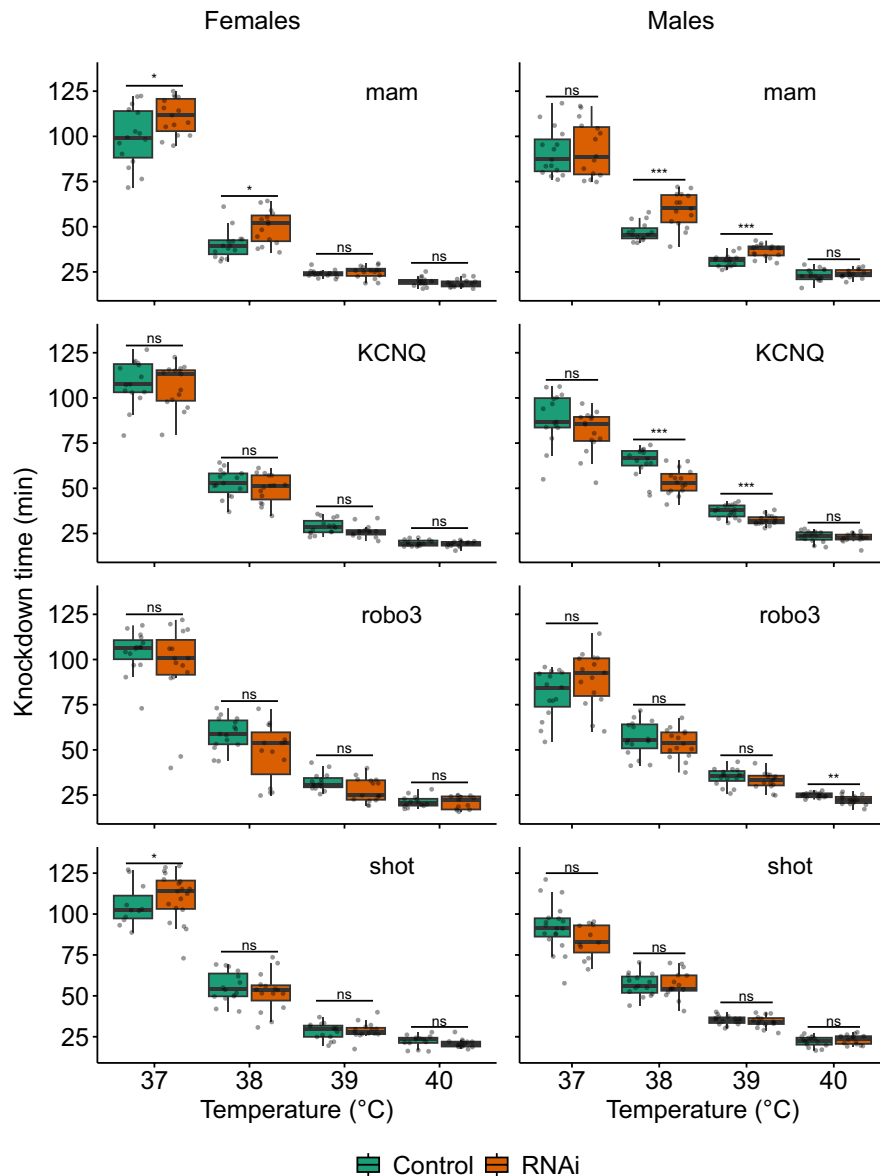 Females Males
mam mam
* ns
125
100
75
* ***
50
ns ns *** ns
25
KCNQ KCNQ
ns ns
125
100
75
ns ***
50
ns ns *** ns
25
robo3 robo3
ns ns
125
100
75
ns ns
50
ns ns ns **
25
shot shot
* ns
125
100
75
ns ns
50
ns ns ns ns
25
Knockdown time (min)
37 38 39 40 37 38 39 40
Temperature (°C) Temperature (°C)
Control RNAi